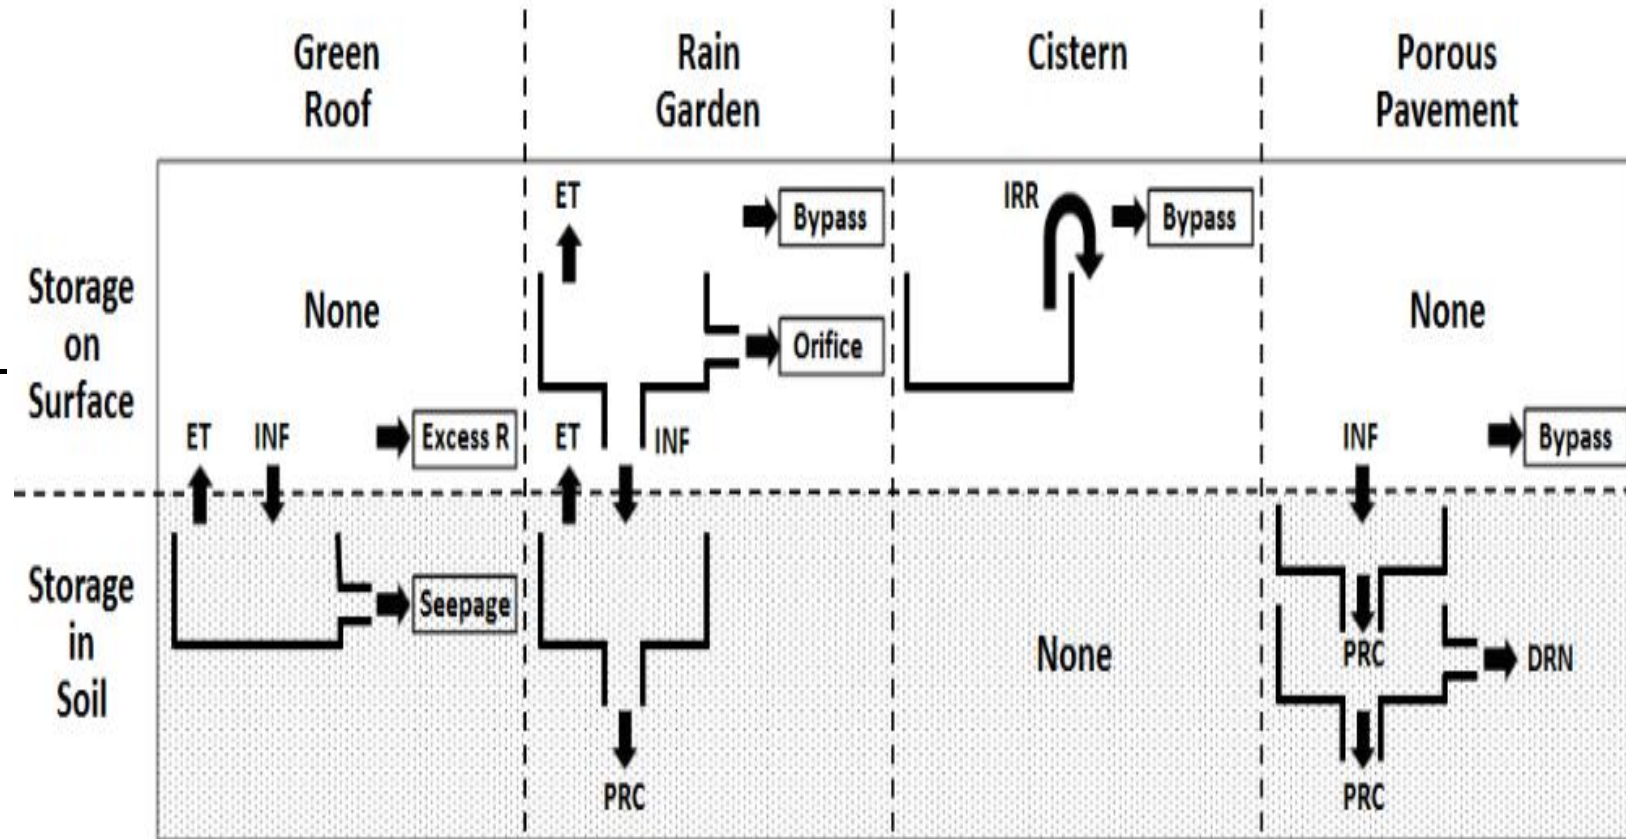 Green
Roof
Rain
Garden
Cistern
Porous
Pavement
Storage
on
Surface
None
ET
INF
Excess R
ET
Bypass
Orifice
ET
INF
IRR
Bypass
None
INF
Bypass
Storage
in
Soil
Seepage
PRC
None
PRC
DRN
PRC